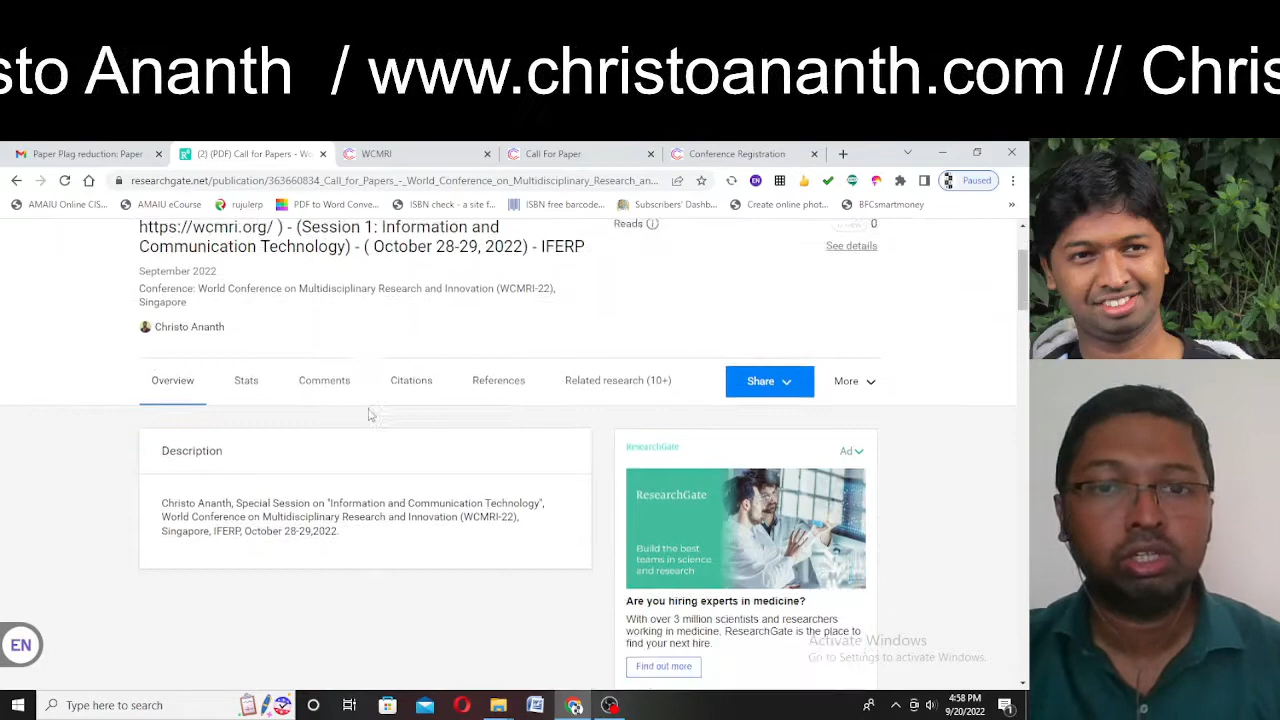 sto Ananth / www.christoananth.com // Chris
Paper Plag reduction: Paper
(2) (PDF) Call for Papers - Wo
WCMRI
Call For Paper
Conference Registration
researchgate.net/publication/363660834_Call_for_Papers_-_World_Conference_on_Multidisciplinary_Research_an...
Paused
AMAIU Online CIS...
AMAIU eCourse
rujulerp
PDF to Word Conve...
ISBN check - a site f...
ISBN free barcode...
Subscribers' Dashb...
Create online phot...
BFCsmartmoney
https://wcmri.org/ ) - (Session 1: Information and
Communication Technology) - ( October 28-29, 2022) - IFERP
Reads
0
See details
September 2022
Conference: World Conference on Multidisciplinary Research and Innovation (WCMRI-22),
Singapore
Christo Ananth
Overview
Stats
Comments
Citations
References
Related research (10+)
Share
More
Description
Christo Ananth, Special Session on "Information and Communication Technology",
World Conference on Multidisciplinary Research and Innovation (WCMRI-22),
Singapore, IFERP, October 28-29,2022.
ResearchGate
Ad
ResearchGate
Build the best
teams in science
and research
Are you hiring experts in medicine?
With over 3 million scientists and researchers
working in medicine, ResearchGate is the place to
find your next hire.
Find out more
Activate Windows
Go to Settings to activate Windows.
EN
Type here to search
4:58 PM
9/20/2022
1